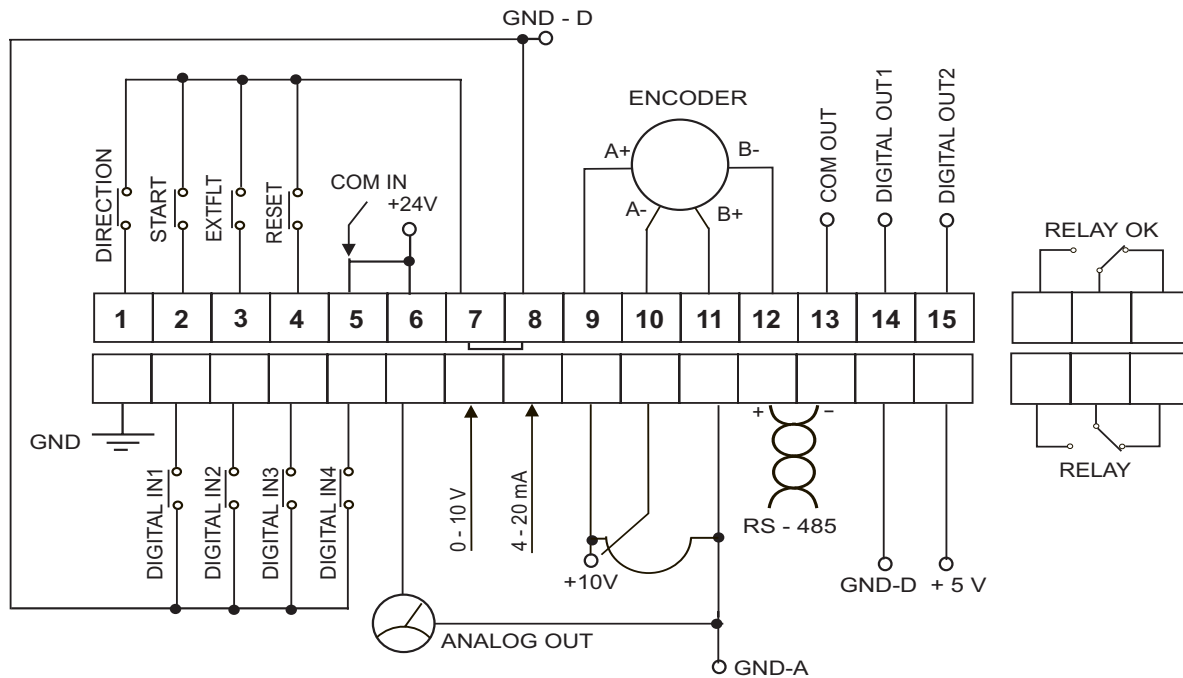 GND - D
ENCODER
A+
B-
A-
B+
COM OUT
DIGITAL OUT1
DIGITAL OUT2
DIRECTION
START
EXTFLT
RESET
COM IN
+24V
RELAY OK
1 2 3 4 5 6 7 8 9 10 11 12 13 14 15
GND
DIGITAL IN1
DIGITAL IN2
DIGITAL IN3
DIGITAL IN4
0 - 10 V
4 - 20 mA
+10V
+ −
RS - 485
GND-D
+ 5 V
RELAY
ANALOG OUT
GND-A